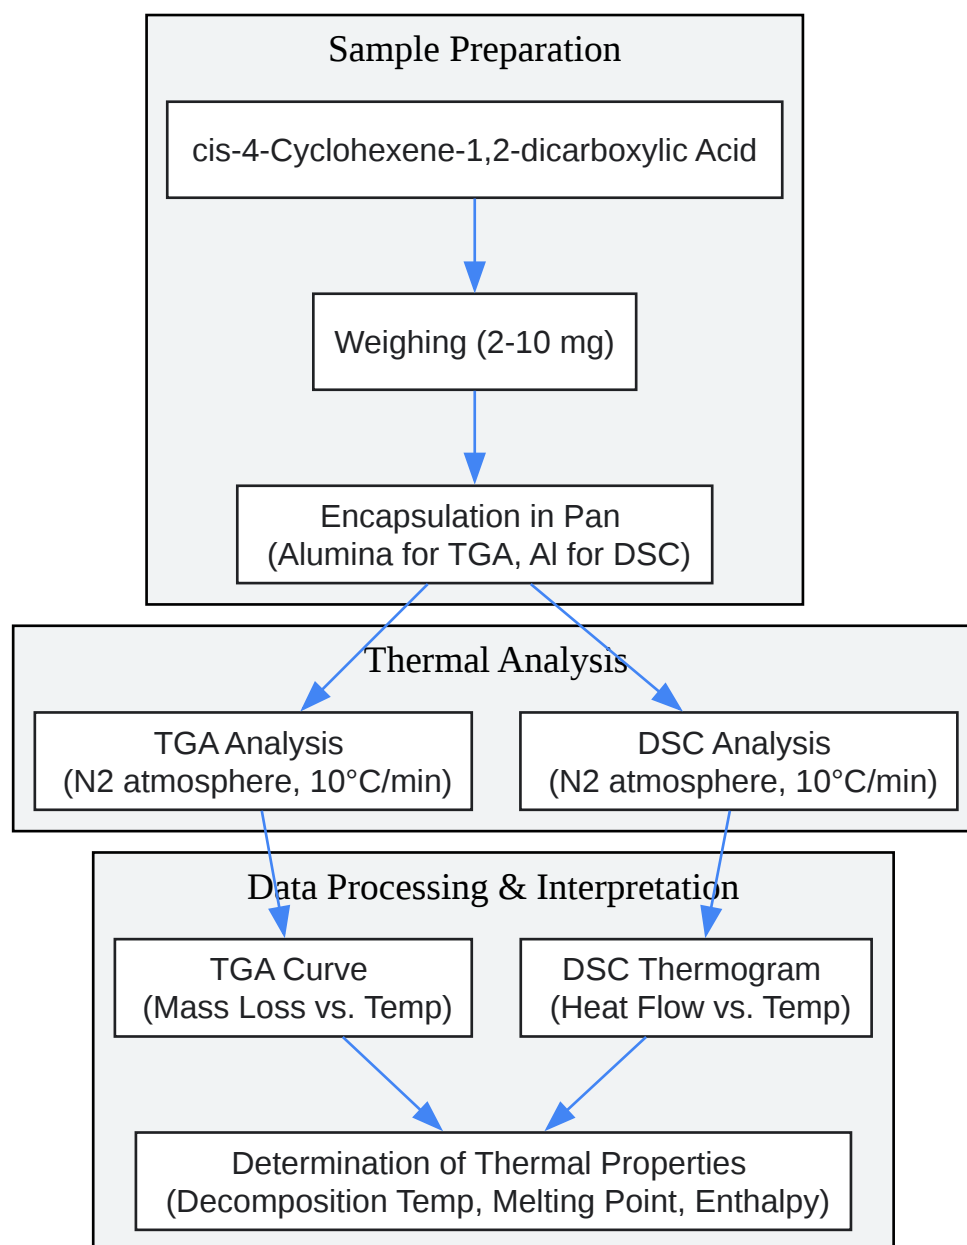 Sample Preparation
cis-4-Cyclohexene-1,2-dicarboxylic Acid
Weighing (2-10 mg)
Encapsulation in Pan
(Alumina for TGA, Al for DSC)
Thermal Analysis
TGA Analysis
(N2 atmosphere, 10°C/min)
DSC Analysis
(N2 atmosphere, 10°C/min)
Data Processing & Interpretation
TGA Curve
(Mass Loss vs. Temp)
DSC Thermogram
(Heat Flow vs. Temp)
Determination of Thermal Properties
(Decomposition Temp, Melting Point, Enthalpy)